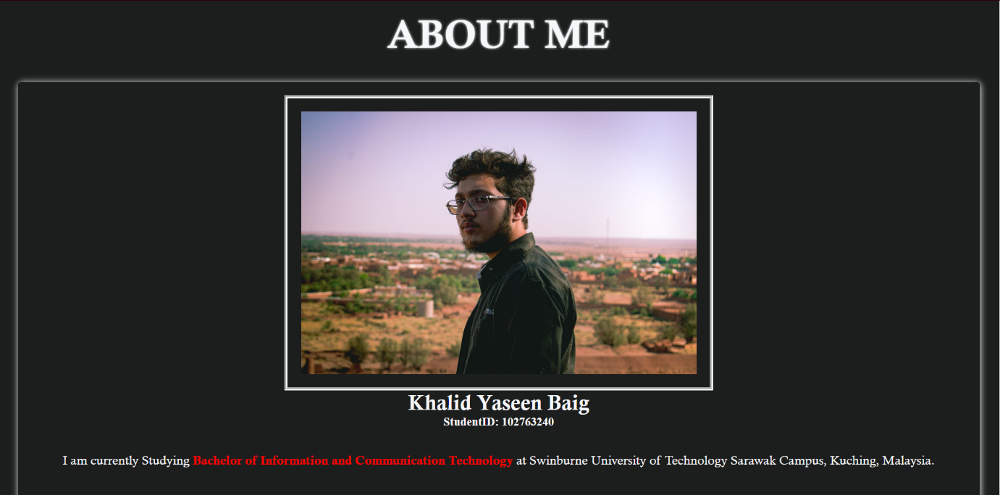 ABOUT ME
Khalid Yaseen Baig
StudentID: 102763240
I am currently Studying Bachelor of Information and Communication Technology at Swinburne University of Technology Sarawak Campus, Kuching, Malaysia.